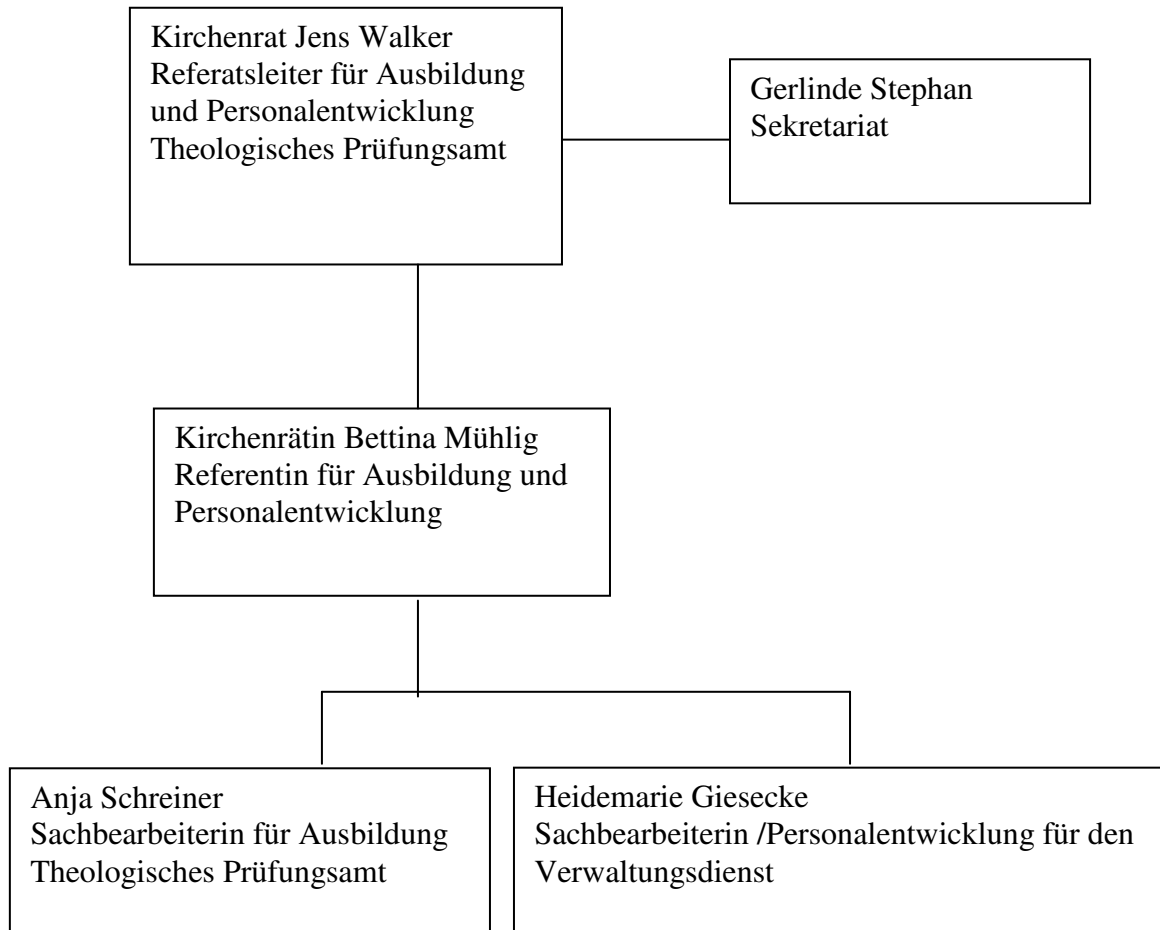 Kirchenrat Jens Walker
Referatsleiter für Ausbildung
und Personalentwicklung
Theologisches Prüfungsamt
Gerlinde Stephan
Sekretariat
Kirchenrätin Bettina Mühlig
Referentin für Ausbildung und
Personalentwicklung
Anja Schreiner
Sachbearbeiterin für Ausbildung
Theologisches Prüfungsamt
Heidemarie Giesecke
Sachbearbeiterin /Personalentwicklung für den
Verwaltungsdienst